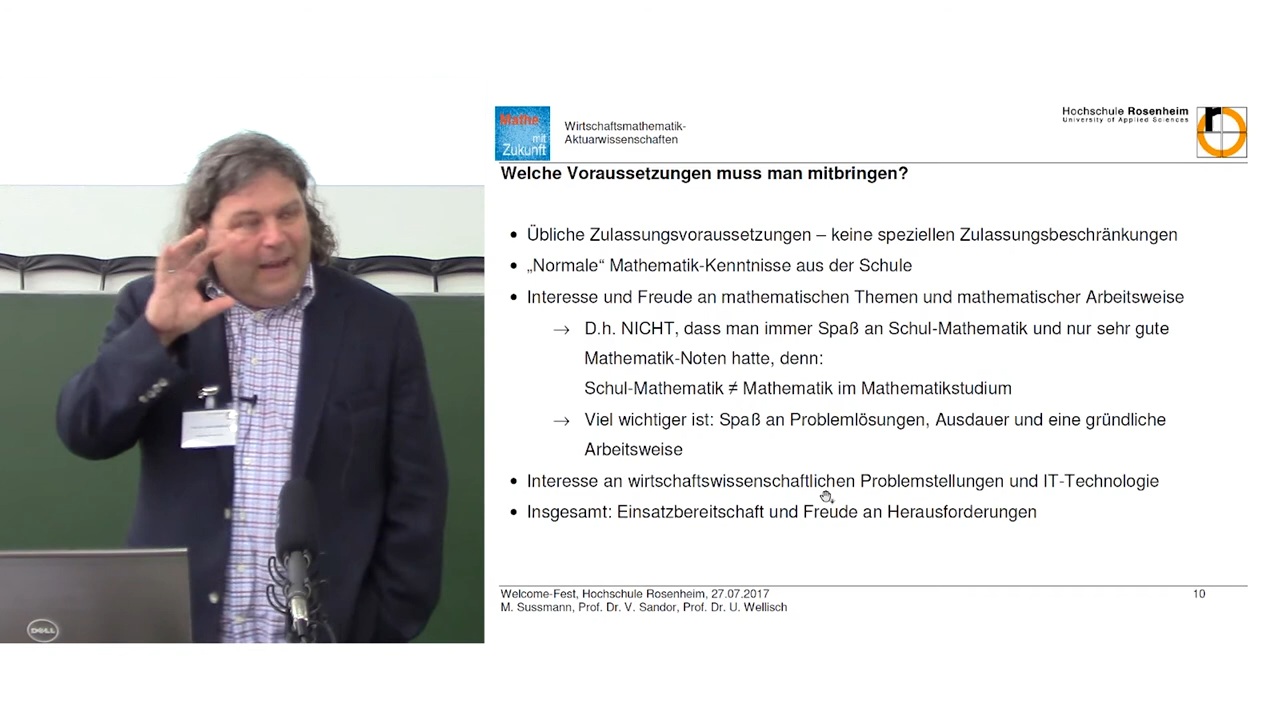 Mathe
mit
Zukunft
Wirtschaftsmathematik-
Aktuarwissenschaften
Hochschule Rosenheim
University of Applied Sciences
r
Welche Voraussetzungen muss man mitbringen?
• Übliche Zulassungsvoraussetzungen – keine speziellen Zulassungsbeschränkungen
• „Normale“ Mathematik-Kenntnisse aus der Schule
• Interesse und Freude an mathematischen Themen und mathematischer Arbeitsweise
→ D.h. NICHT, dass man immer Spaß an Schul-Mathematik und nur sehr gute
Mathematik-Noten hatte, denn:
Schul-Mathematik ≠ Mathematik im Mathematikstudium
→ Viel wichtiger ist: Spaß an Problemlösungen, Ausdauer und eine gründliche
Arbeitsweise
• Interesse an wirtschaftswissenschaftlichen Problemstellungen und IT-Technologie
• Insgesamt: Einsatzbereitschaft und Freude an Herausforderungen
Welcome-Fest, Hochschule Rosenheim, 27.07.2017
10
M. Sussmann, Prof. Dr. V. Sandor, Prof. Dr. U. Wellisch
DELL